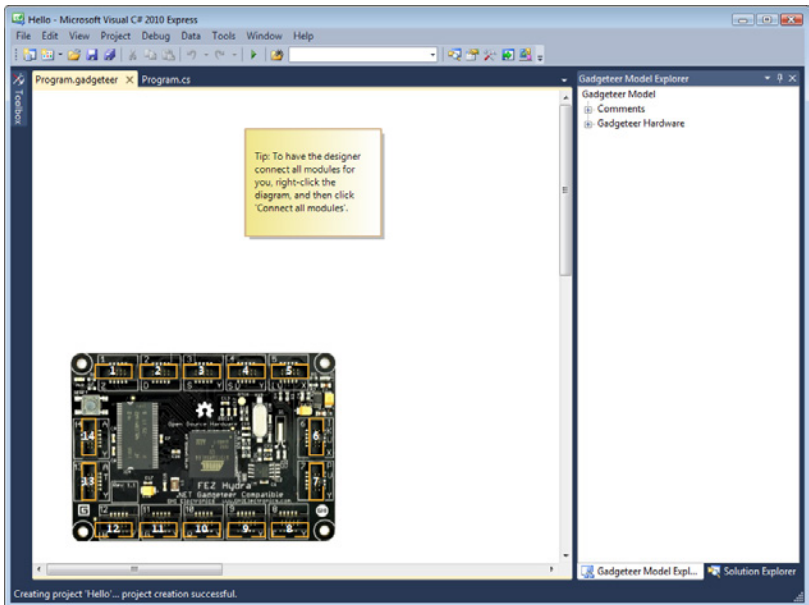 Hello - Microsoft Visual C# 2010 Express
File Edit View Project Debug Data Tools Window Help
Toolbox
Program.gadgeteer Program.cs
Tip: To have the designer
connect all modules for
you, right-click the
diagram, and then click
'Connect all modules'.
1 2 3 4 5
14
6
Open Source Hardware
13
7
FEZ Hydra
.NET Gadgeteer Compatible
GHI Electronics
G
12 11 10 9 8
Gadgeteer Model Explorer
Gadgeteer Model
Comments
Gadgeteer Hardware
Gadgeteer Model Expl... Solution Explorer
Creating project 'Hello'... project creation successful.